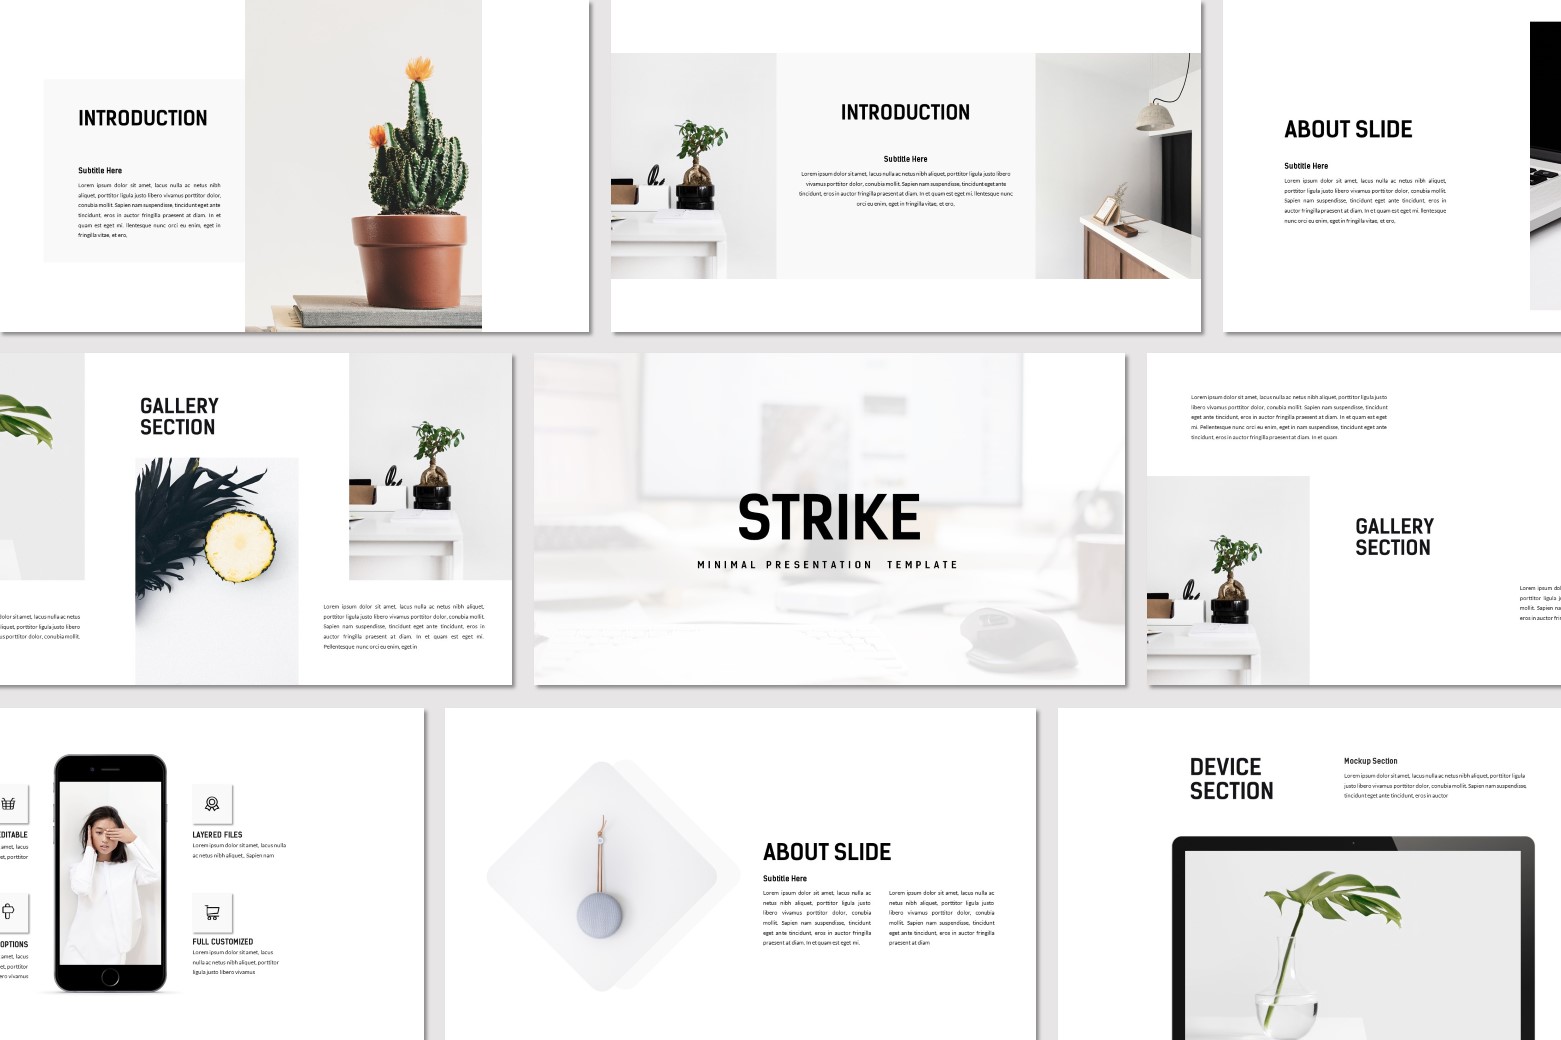 INTRODUCTION
Subtitle Here
Lorem ipsum dolor sit amet, lacus nulla ac netus nibh
aliquet, porttitor ligula justo libero vivamus porttitor dolor,
conubia mollit. Sapien nam suspendisse, tincidunt eget ante
tincidunt, eros in auctor fringilla praesent at diam. In et
quam est eget mi. llentesque nunc orci eu enim, eget in
fringilla vitae, et ero,
INTRODUCTION
Subtitle Here
Lorem ipsum dolor sit amet, lacus nulla ac netus nibh aliquet, porttitor ligula justo libero
vivamus porttitor dolor, conubia mollit. Sapien nam suspendisse, tincidunt eget ante
tincidunt, eros in auctor fringilla praesent at diam. In et quam est eget mi. llentesque nunc
orci eu enim, eget in fringilla vitae, et ero,
ABOUT SLIDE
Subtitle Here
Lorem ipsum dolor sit amet, lacus nulla ac netus nibh aliquet,
porttitor ligula justo libero vivamus porttitor dolor, conubia mollit.
Sapien nam suspendisse, tincidunt eget ante tincidunt, eros in
auctor fringilla praesent at diam. In et quam est eget mi. llentesque
nunc orci eu enim, eget in fringilla vitae, et ero,
GALLERY
SECTION
dolor sit amet, lacus nulla ac netus
liquet, porttitor ligula justo libero
us porttitor dolor, conubia mollit.
Lorem ipsum dolor sit amet, lacus nulla ac netus nibh aliquet,
porttitor ligula justo libero vivamus porttitor dolor, conubia mollit.
Sapien nam suspendisse, tincidunt eget ante tincidunt, eros in
auctor fringilla praesent at diam. In et quam est eget mi.
Pellentesque nunc orci eu enim, eget in
STRIKE
MINIMAL PRESENTATION TEMPLATE
Lorem ipsum dolor sit amet, lacus nulla ac netus nibh aliquet, porttitor ligula justo
libero vivamus porttitor dolor, conubia mollit. Sapien nam suspendisse, tincidunt
eget ante tincidunt, eros in auctor fringilla praesent at diam. In et quam est eget
mi. Pellentesque nunc orci eu enim, eget in nam suspendisse, tincidunt eget ante
tincidunt, eros in auctor fringilla praesent at diam. In et quam
GALLERY
SECTION
Lorem ipsum dol
porttitor ligula j
mollit. Sapien na
eros in auctor fri
EDITABLE
amet, lacus
et, porttitor
OPTIONS
amet, lacus
et, porttitor
ero vivamus
LAYERED FILES
Lorem ipsum dolor sit amet, lacus nulla
ac netus nibh aliquet,. Sapien nam
FULL CUSTOMIZED
Lorem ipsum dolor sit amet, lacus
nulla ac netus nibh aliquet, porttitor
ligula justo libero vivamus
ABOUT SLIDE
Subtitle Here
Lorem ipsum dolor sit amet, lacus nulla ac
netus nibh aliquet, porttitor ligula justo
libero vivamus porttitor dolor, conubia
mollit. Sapien nam suspendisse, tincidunt
eget ante tincidunt, eros in auctor fringilla
praesent at diam. In et quam est eget mi.
Lorem ipsum dolor sit amet, lacus nulla ac
netus nibh aliquet, porttitor ligula justo
libero vivamus porttitor dolor, conubia
mollit. Sapien nam suspendisse, tincidunt
eget ante tincidunt, eros in auctor fringilla
praesent at diam
DEVICE
SECTION
Mockup Section
Lorem ipsum dolor sit amet, lacus nulla ac netus nibh aliquet, porttitor ligula
justo libero vivamus porttitor dolor, conubia mollit. Sapien nam suspendisse,
tincidunt eget ante tincidunt, eros in auctor